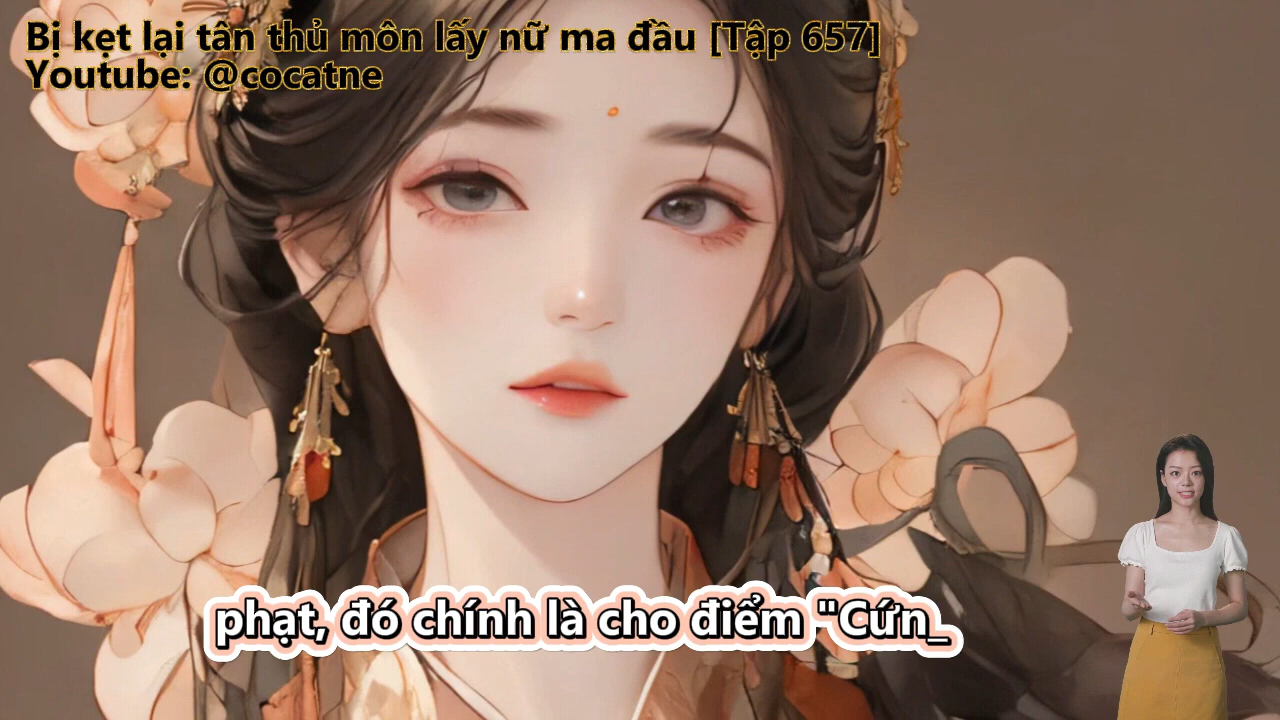 Bị kẹt lại tân thủ môn lấy nữ ma đầu [Tập 657]
Youtube: @cocatne
phạt, đó chính là cho điểm "Cứn_